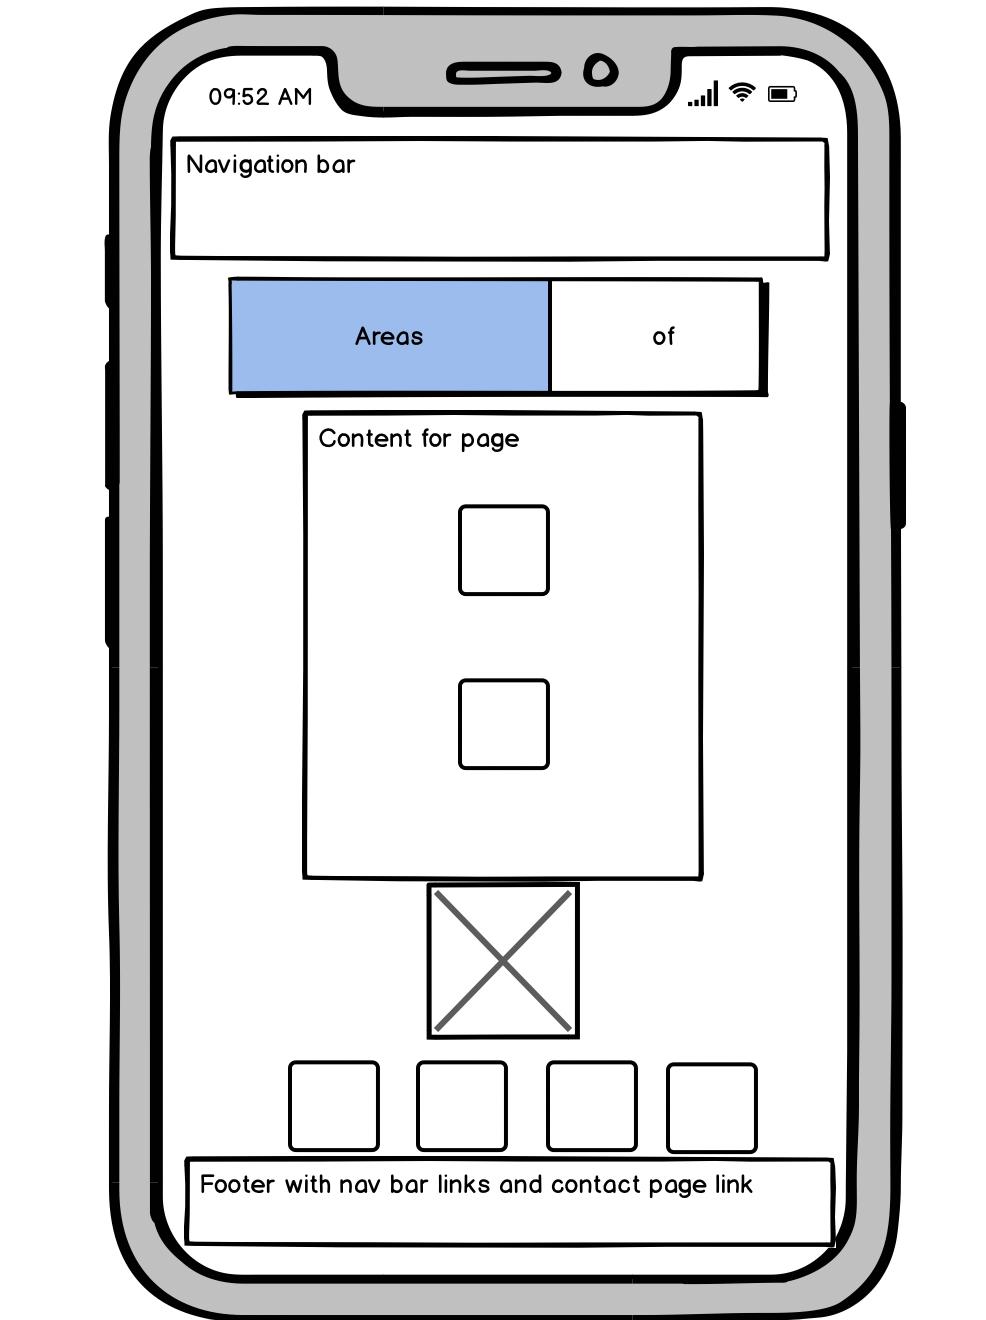 09:52 AM
Navigation bar
Areas of
Content for page
Footer with nav bar links and contact page link